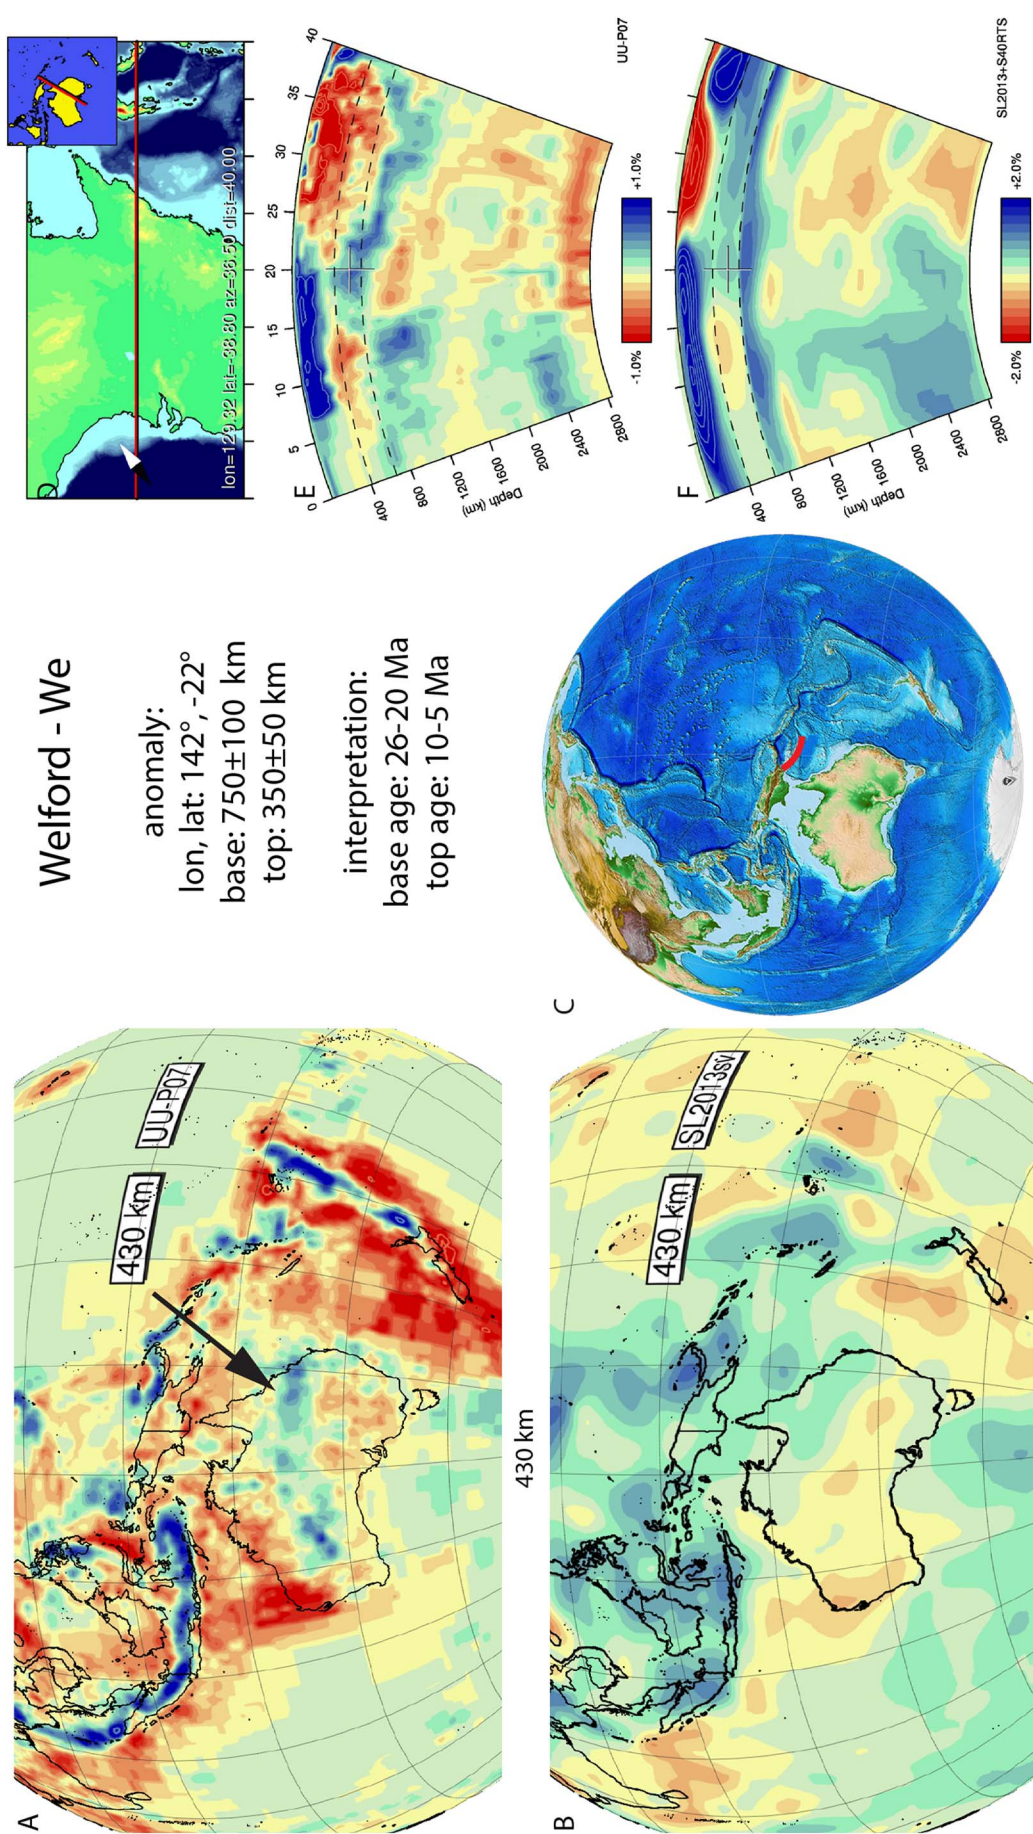 A
430 km
UU-P07
Welford - We
anomaly:
lon, lat: 142°, -22°
base: 750±100 km
top: 350±50 km
interpretation:
base age: 26-20 Ma
top age: 10-5 Ma
D
lon=129.32 lat=-38.80 az=36.50 dist=40.00
E
0
5
10
15
20
25
30
35
40
400
800
1200
1600
2000
2400
2800
Depth (km)
-1.0%
+1.0%
UU-P07
430 km
B
430 km
SL2013sv
C
F
400
800
1200
1600
2000
2400
2800
Depth (km)
-2.0%
+2.0%
SL2013+S40RTS